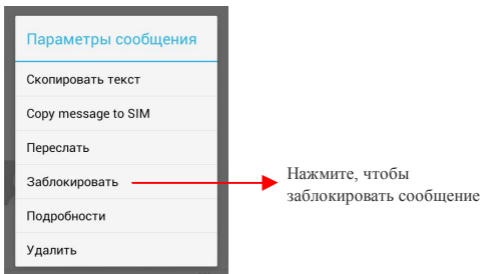 Параметры сообщения
Скопировать текст
Copy message to SIM
Переслать
Заблокировать
Нажмите, чтобы
заблокировать сообщение
Подробности
Удалить